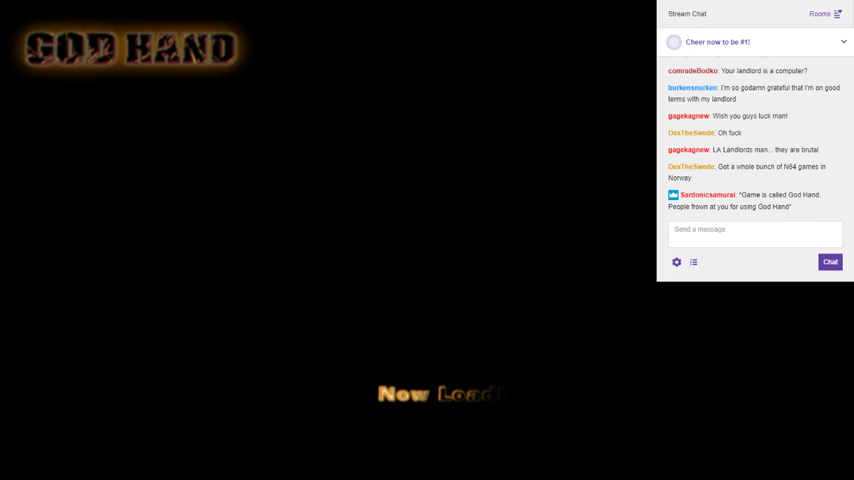 GOD HAND
Stream Chat
Rooms
Cheer now to be #1!
comradeBodko: Your landlord is a computer?
burkensnurken: I'm so godamn grateful that I'm on good
terms with my landlord
gagekagnew: Wish you guys luck man!
DexTheSwede: Oh fuck
gagekagnew: LA Landlords man... they are brutal
DexTheSwede: Got a whole bunch of N64 games in
Norway
Sardonicsamurai: "Game is called God Hand.
People frown at you for using God Hand"
Send a message
Chat
Now Load